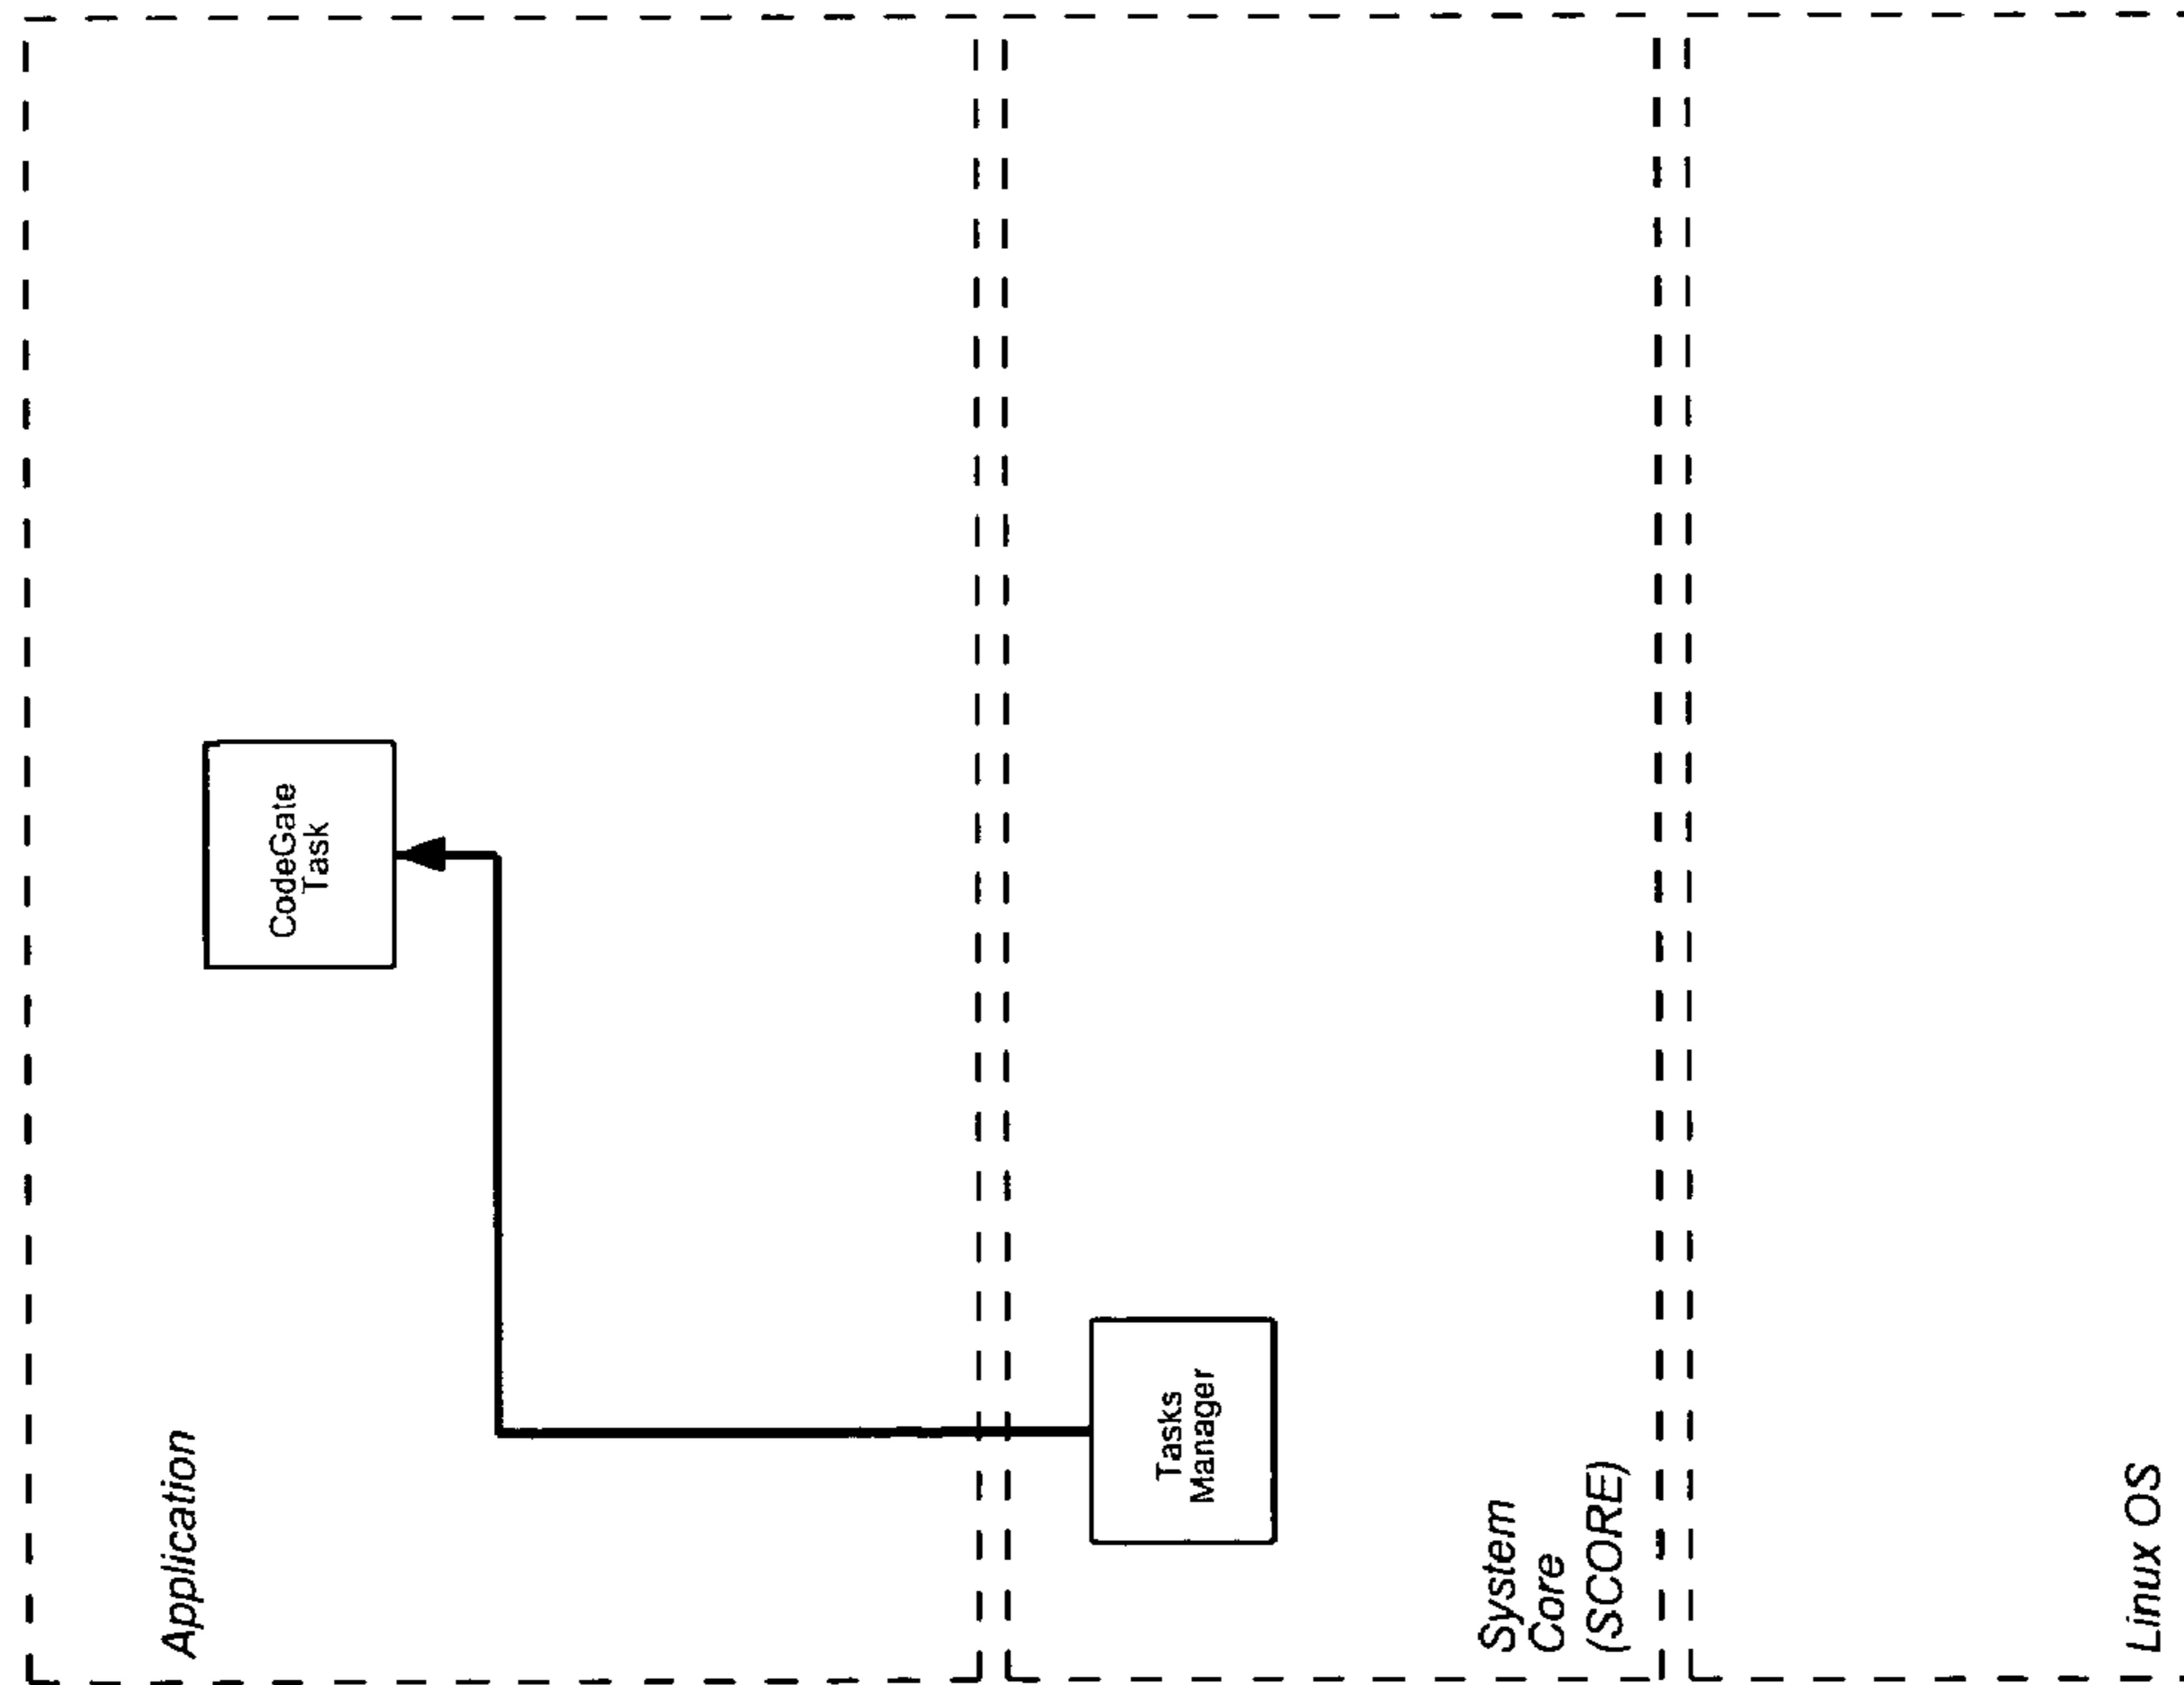 Application
CodeGate
Task
Tasks
Manager
System
Core
(SCORE)
Linux OS